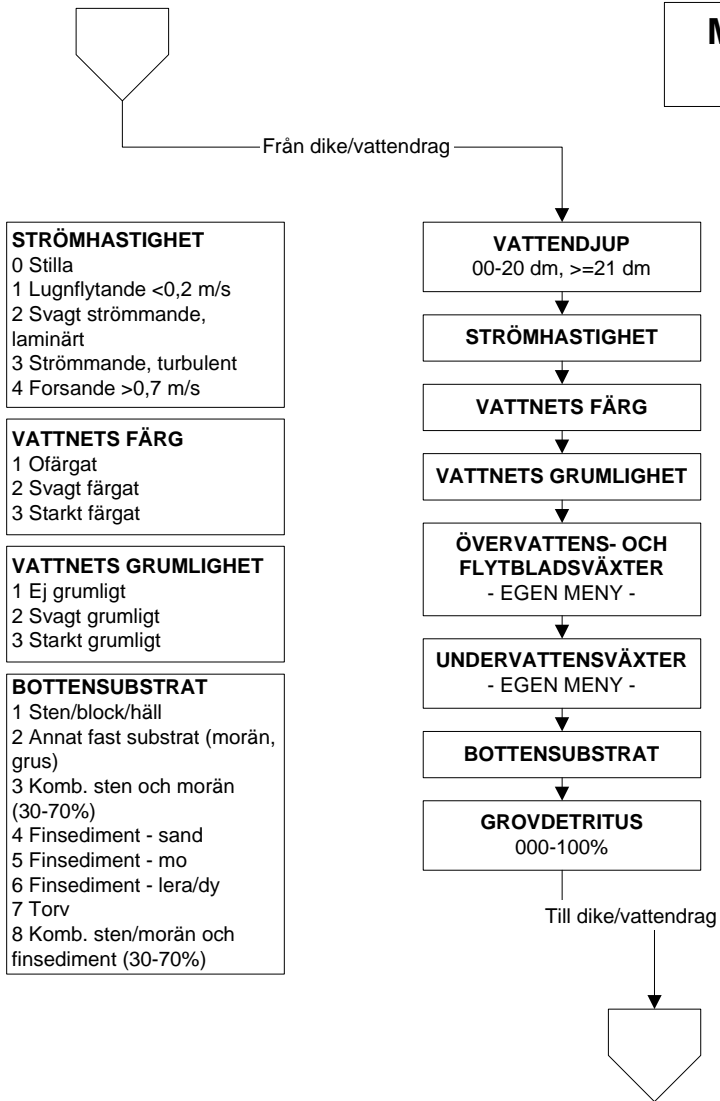 M
Från dike/vattendrag
STRÖMHASTIGHET
0 Stilla
1 Lugnflytande <0,2 m/s
2 Svagt strömmande,
laminärt
3 Strömmande, turbulent
4 Forsande >0,7 m/s
VATTNETS FÄRG
1 Ofärgat
2 Svagt färgat
3 Starkt färgat
VATTNETS GRUMLIGHET
1 Ej grumligt
2 Svagt grumligt
3 Starkt grumligt
BOTTENSUBSTRAT
1 Sten/block/häll
2 Annat fast substrat (morän,
grus)
3 Komb. sten och morän
(30-70%)
4 Finsediment - sand
5 Finsediment - mo
6 Finsediment - lera/dy
7 Torv
8 Komb. sten/morän och
finsediment (30-70%)
VATTENDJUP
00-20 dm, >=21 dm
STRÖMHASTIGHET
VATTNETS FÄRG
VATTNETS GRUMLIGHET
ÖVERVATTENS- OCH
FLYTBLADSVÄXTER
- EGEN MENY -
UNDERVATTENSVÄXTER
- EGEN MENY -
BOTTENSUBSTRAT
GROVDETRITUS
000-100%
Till dike/vattendrag